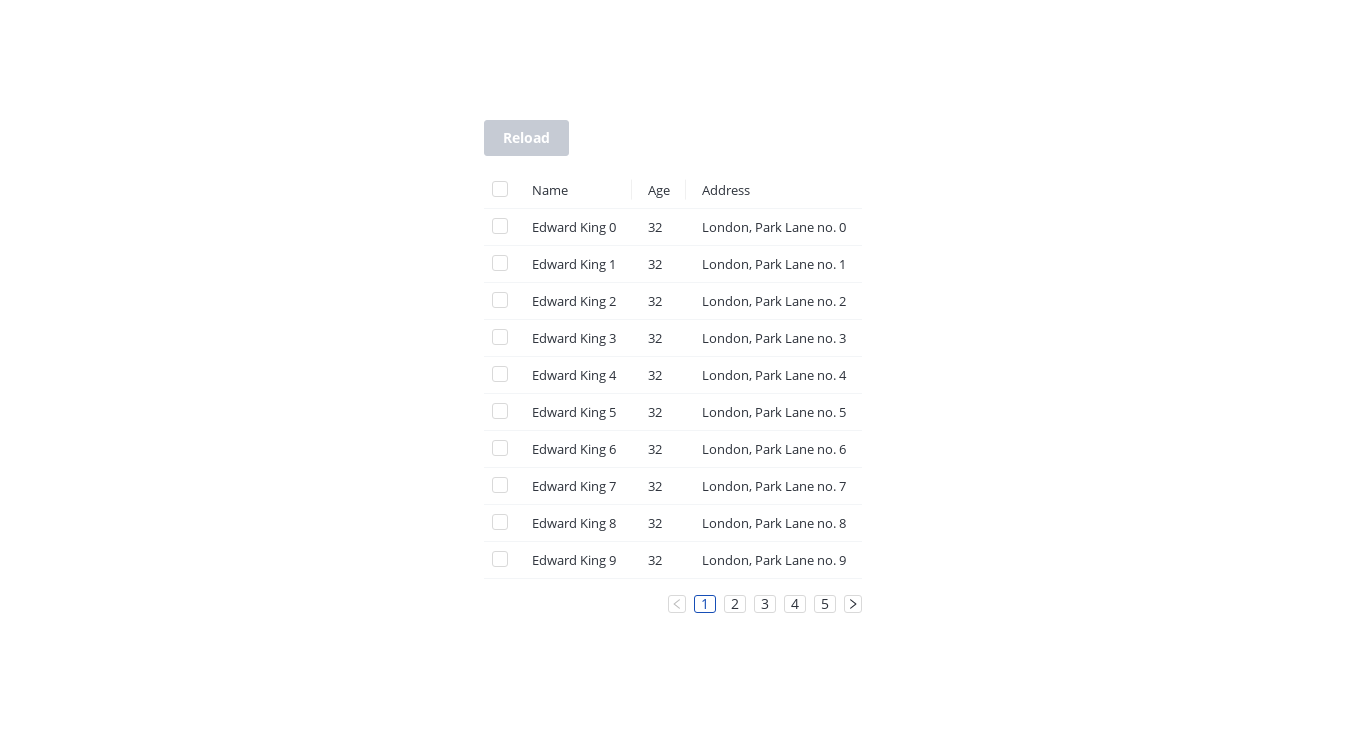 Reload
Name Age Address
Edward King 0 32 London, Park Lane no. 0
Edward King 1 32 London, Park Lane no. 1
Edward King 2 32 London, Park Lane no. 2
Edward King 3 32 London, Park Lane no. 3
Edward King 4 32 London, Park Lane no. 4
Edward King 5 32 London, Park Lane no. 5
Edward King 6 32 London, Park Lane no. 6
Edward King 7 32 London, Park Lane no. 7
Edward King 8 32 London, Park Lane no. 8
Edward King 9 32 London, Park Lane no. 9
1 2 3 4 5